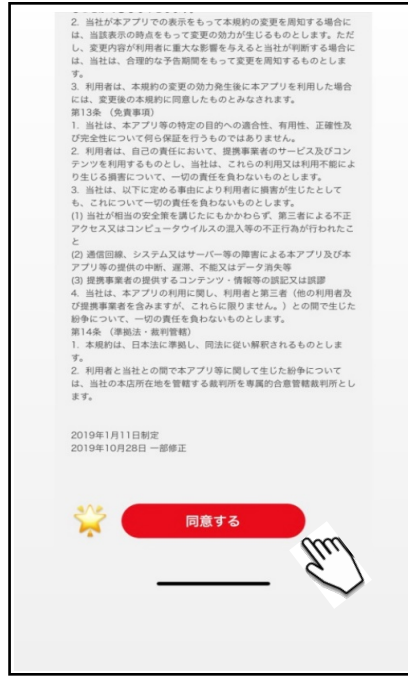 2. 当社が本アプリでの表示をもって本規約の変更を周知する場合に
は、当該表示の時点をもって変更の効力が生じるものとします。ただ
し、変更内容が利用者に重大な影響を与えると当社が判断する場合に
は、当社は、合理的な予告期間をもって変更を周知するものとしま
す。
3. 利用者は、本規約の変更の効力発生後に本アプリを利用した場合
には、変更後の本規約に同意したものとみなされます。
第13条 （免責事項）
1. 当社は、本アプリ等の特定の目的への適合性、有用性、正確性及
び完全性について何ら保証を行うものではありません。
2. 利用者は、自己の責任において、提携事業者のサービス及びコン
テンツを利用するものとし、当社は、これらの利用又は利用不能によ
り生じる損害について、一切の責任を負わないものとします。
3. 当社は、以下に定める事由により利用者に損害が生じたとして
も、これについて一切の責任を負わないものとします。
(1) 当社が相当の安全策を講じたにもかかわらず、第三者による不正
アクセス又はコンピュータウイルスの混入等の不正行為が行われたこ
と
(2) 通信回線、システム又はサーバー等の障害による本アプリ及び本
アプリ等の提供の中断、遅滞、不能又はデータ消失等
(3) 提携事業者の提供するコンテンツ・情報等の誤記又は誤謬
4. 当社は、本アプリの利用に関し、利用者と第三者（他の利用者及
び提携事業者を含みますが、これらに限りません。）との間で生じた
紛争について、一切の責任を負わないものとします。
第14条 （準拠法・裁判管轄）
1. 本規約は、日本法に準拠し、同法に従い解釈されるものとしま
す。
2. 利用者と当社との間で本アプリ等に関して生じた紛争について
は、当社の本店所在地を管轄する裁判所を専属的合意管轄裁判所とし
ます。
2019年1月11日制定
2019年10月28日 一部修正
同意する